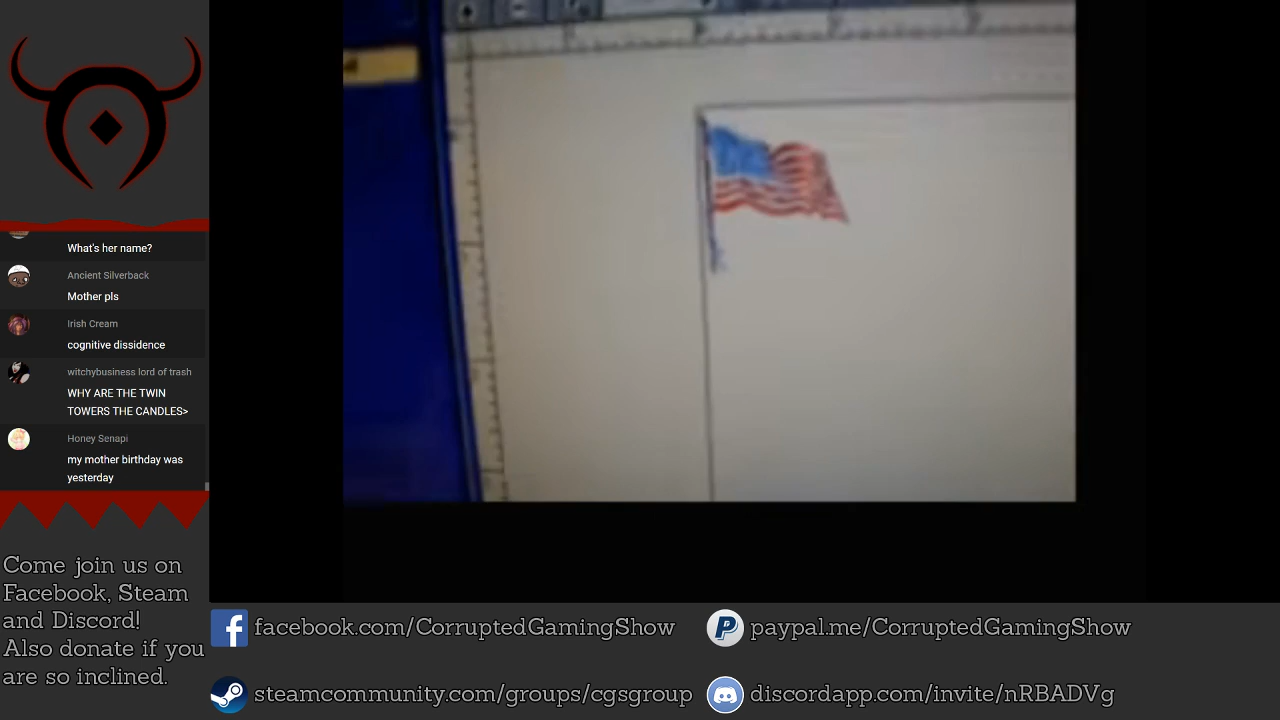 What's her name?
Ancient Silverback
Mother pls
Irish Cream
cognitive dissidence
witchybusiness lord of trash
WHY ARE THE TWIN
TOWERS THE CANDLES>
Honey Senapi
my mother birthday was
yesterday
Come join us on
Facebook, Steam
and Discord!
Also donate if you
are so inclined.
facebook.com/CorruptedGamingShow
paypal.me/CorruptedGamingShow
steamcommunity.com/groups/cgsgroup
discordapp.com/invite/nRBADVg